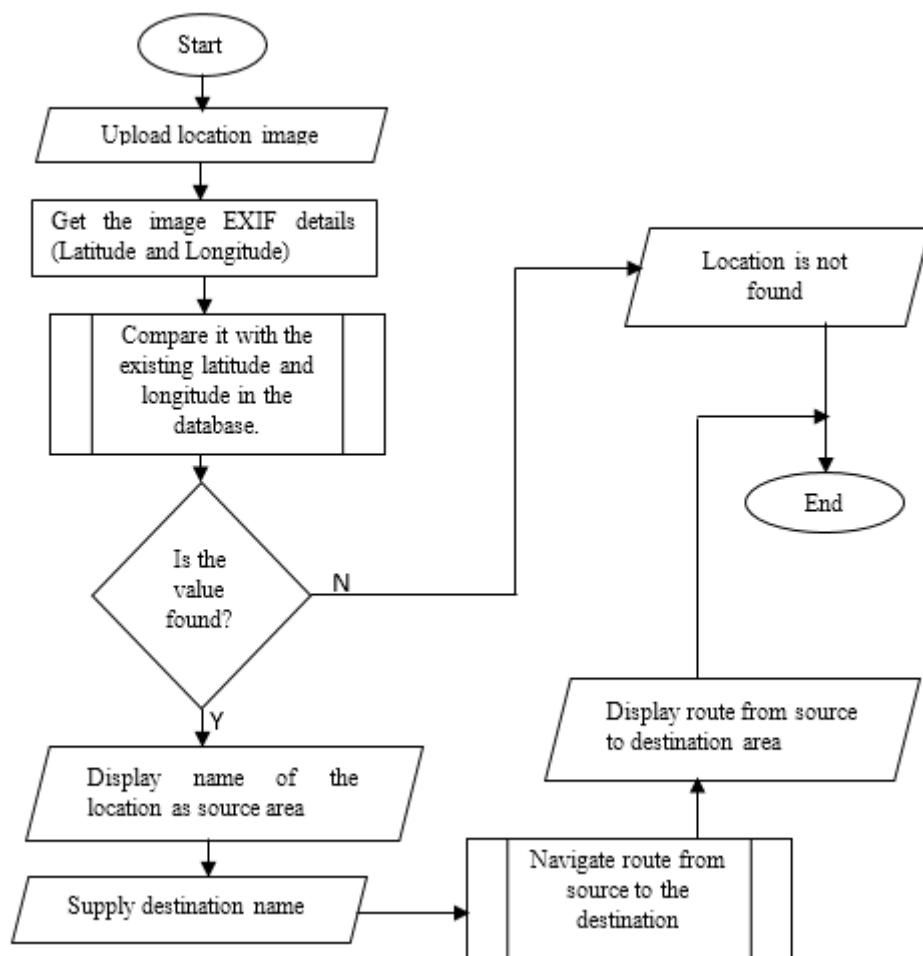 Start
Upload location image
Get the image EXIF details
(Latitude and Longitude)
Compare it with the
existing latitude and
longitude in the
database.
Is the
value
found?
N
Y
Display name of the
location as source area
Supply destination name
Navigate route from
source to the
destination
Display route from source
to destination area
Location is not
found
End